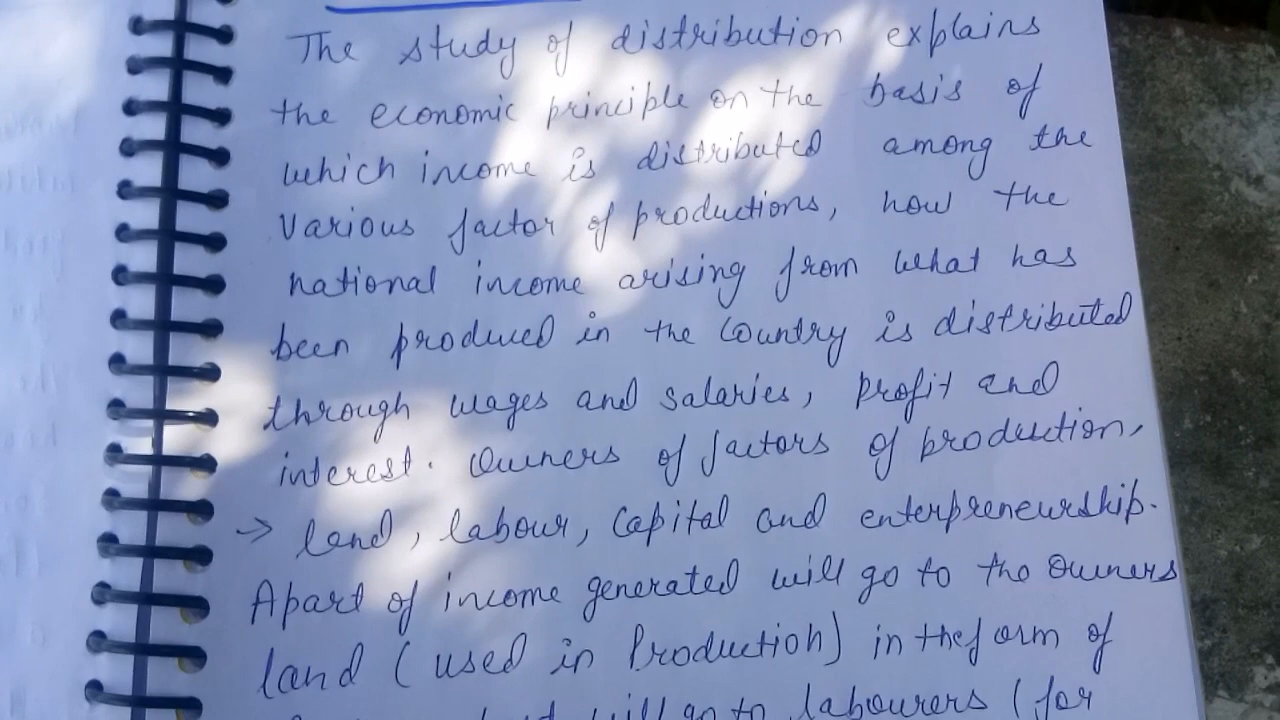 The study of distribution explains
the economic principle on the basis of
which income is distributed among the
various factor of productions, how the
national income arising from what has
been produced in the Country is distributed
through wages and salaries, profit and
interest. Owners of factors of production,
→ land, labour, Capital and enterpreneurship.
Apart of income generated will go to the Owners
land (used in Production) in the form of
will go to labourers (for